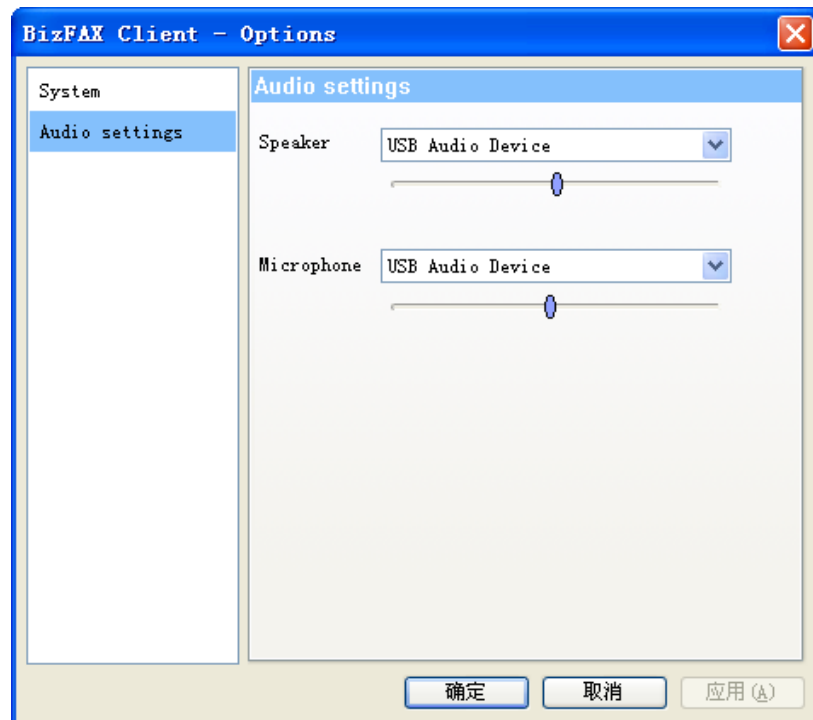 BizFAX Client - Options
System
Audio settings
Audio settings
Speaker
USB Audio Device
Microphone
USB Audio Device
确定
取消
应用(A)